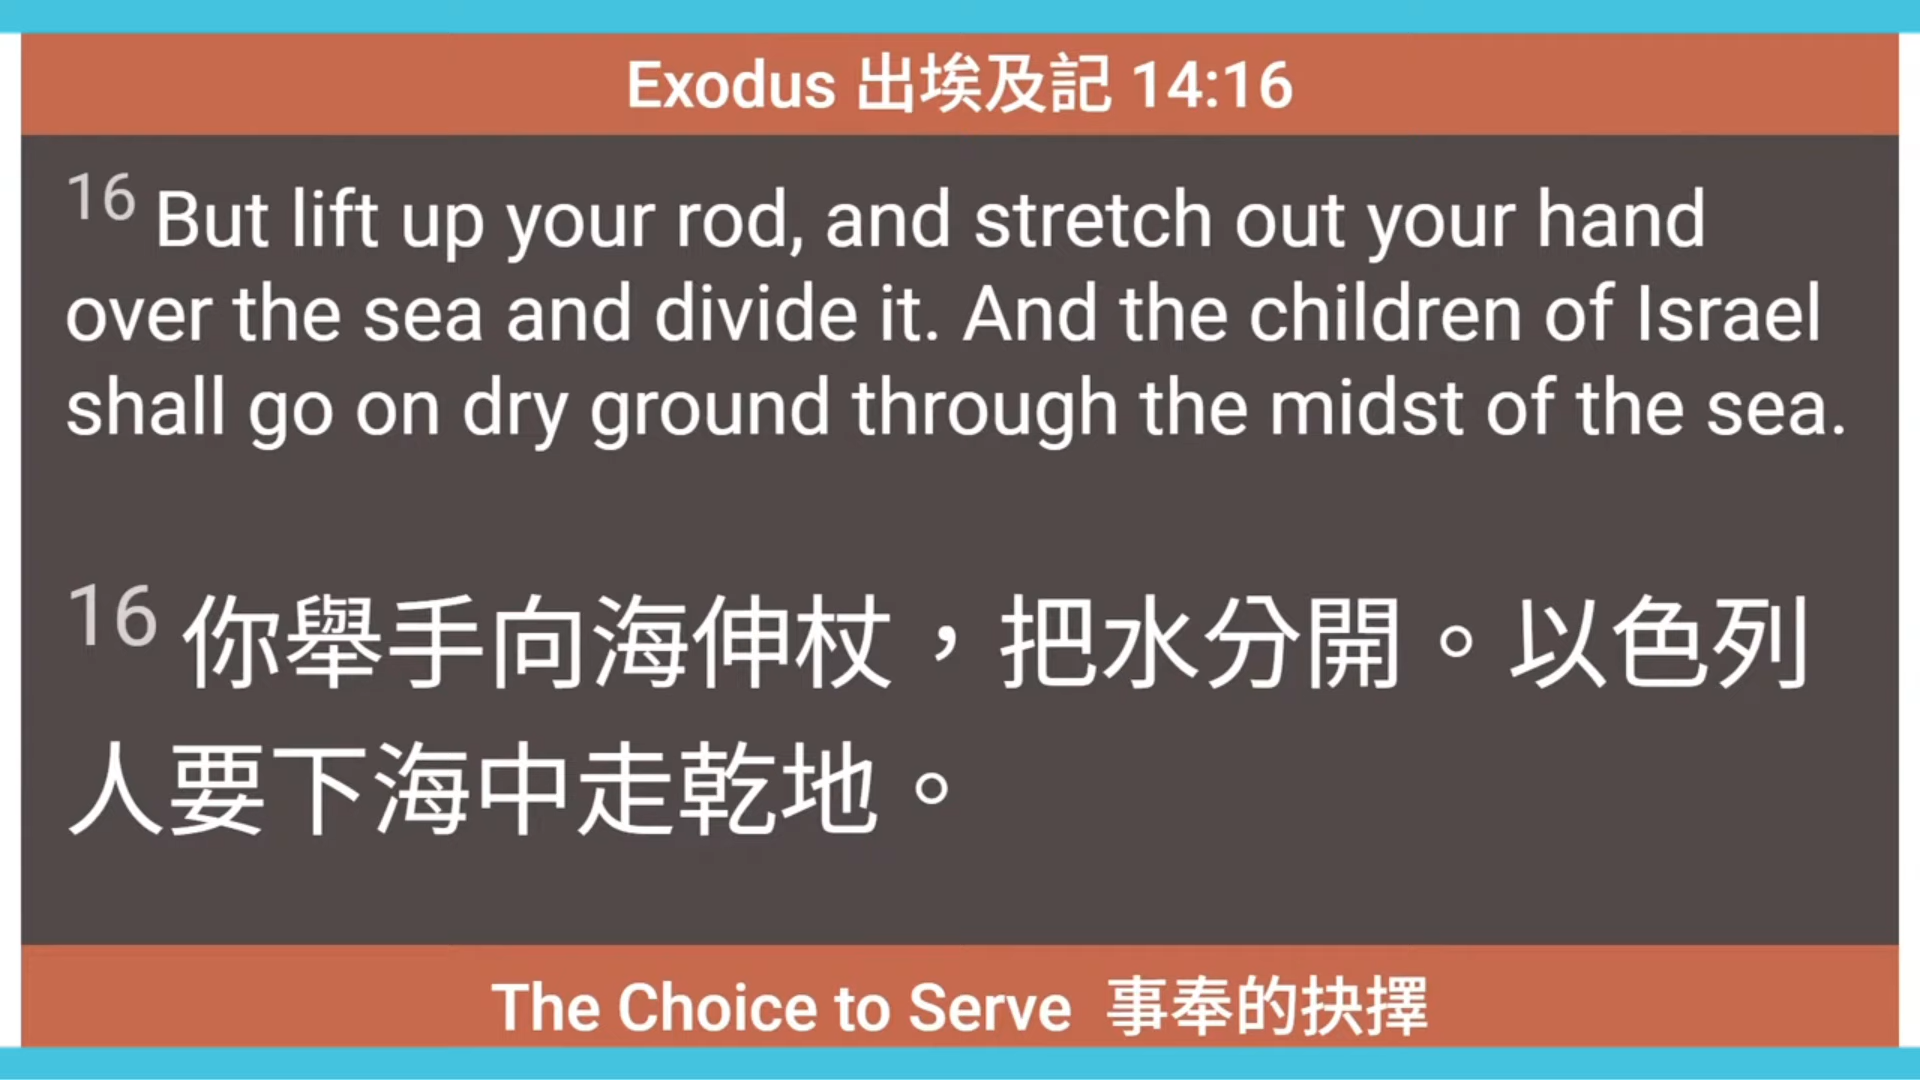 Exodus 出埃及記 14:16
16 But lift up your rod, and stretch out your hand
over the sea and divide it. And the children of Israel
shall go on dry ground through the midst of the sea.
16 你舉手向海伸杖，把水分開。以色列
人要下海中走乾地。
The Choice to Serve 事奉的抉擇